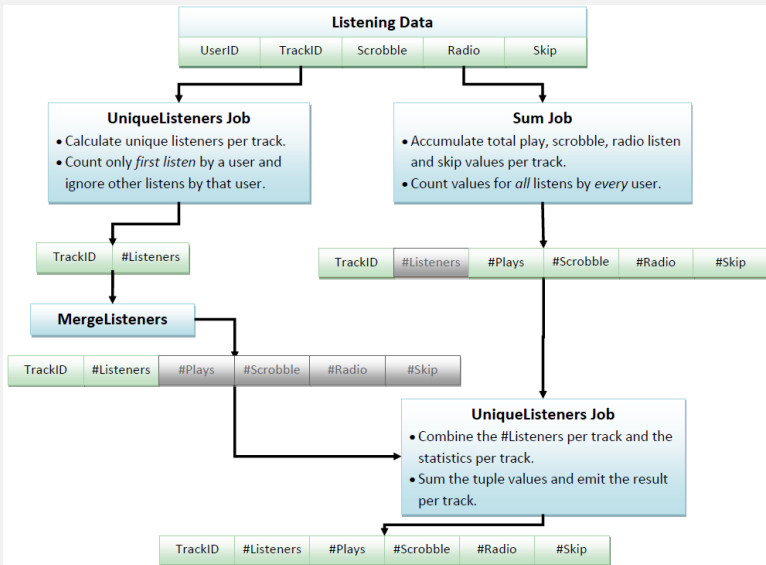 Listening Data
UserID TrackID Scrobble Radio Skip
UniqueListeners Job
• Calculate unique listeners per track.
• Count only first listen by a user and
ignore other listens by that user.
Sum Job
• Accumulate total play, scrobble, radio listen
and skip values per track.
• Count values for all listens by every user.
TrackID #Listeners
TrackID #Listeners #Plays #Scrobble #Radio #Skip
MergeListeners
TrackID #Listeners #Plays #Scrobble #Radio #Skip
UniqueListeners Job
• Combine the #Listeners per track and the
statistics per track.
• Sum the tuple values and emit the result
per track.
TrackID #Listeners #Plays #Scrobble #Radio #Skip